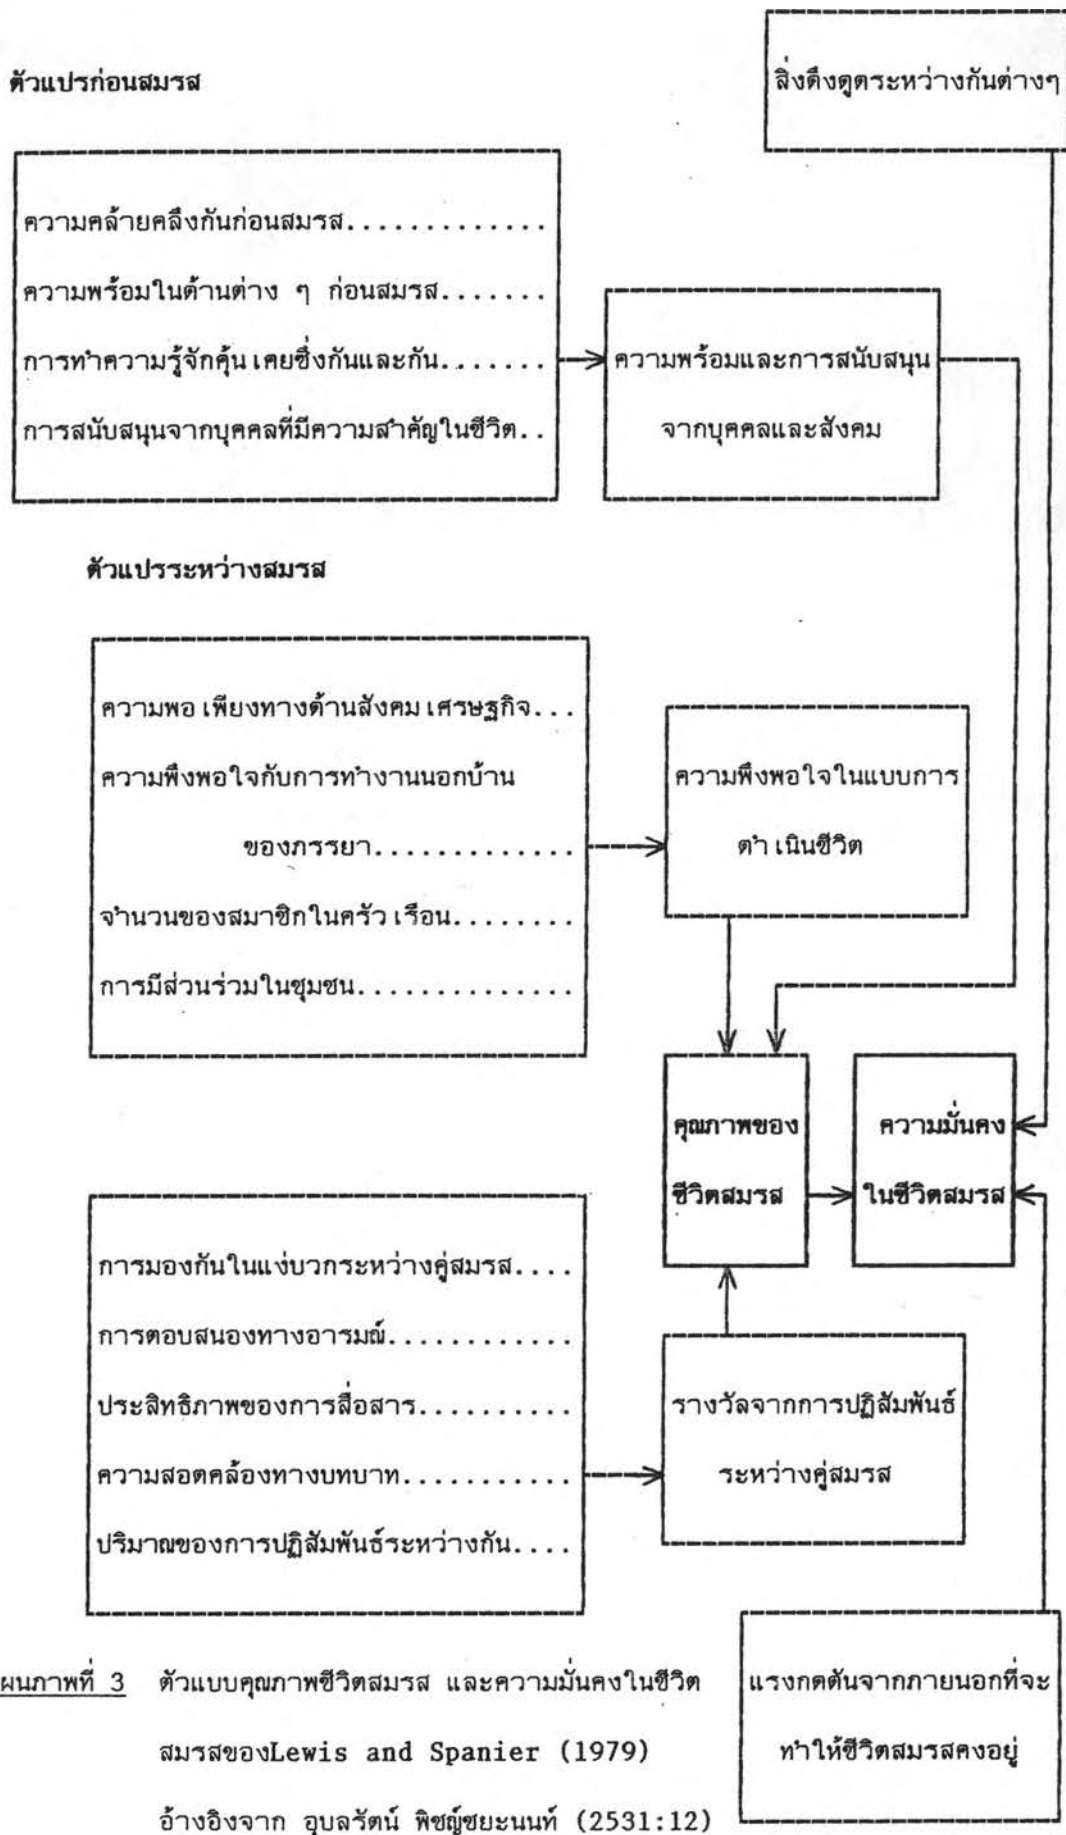 สิ่งดึงดูดระหว่างกันต่างๆ
ตัวแปรก่อนสมรส
ความคล้ายคลึงกันก่อนสมรส.............
ความพร้อมในด้านต่าง ๆ ก่อนสมรส.......
การทำความรู้จักคุ้นเคยซึ่งกันและกัน.......
การสนับสนุนจากบุคคลที่มีความสำคัญในชีวิต..
ความพร้อมและการสนับสนุน
จากบุคคลและสังคม
ตัวแปรระหว่างสมรส
ความพอเพียงทางด้านสังคมเศรษฐกิจ...
ความพึงพอใจกับการทำงานนอกบ้าน
ของภรรยา.............
จำนวนของสมาชิกในครัวเรือน........
การมีส่วนร่วมในชุมชน..............
ความพึงพอใจในแบบการ
ดำเนินชีวิต
คุณภาพของ
ชีวิตสมรส
ความมั่นคง
ในชีวิตสมรส
การมองกันในแง่บวกระหว่างคู่สมรส....
การตอบสนองทางอารมณ์............
ประสิทธิภาพของการสื่อสาร..........
ความสอดคล้องทางบทบาท...........
ปริมาณของการปฏิสัมพันธ์ระหว่างกัน....
รางวัลจากการปฏิสัมพันธ์
ระหว่างคู่สมรส
แรงกดดันจากภายนอกที่จะ
ทำให้ชีวิตสมรสคงอยู่
ผนภาพที่ 3 ตัวแบบคุณภาพชีวิตสมรส และความมั่นคงในชีวิต
สมรสของLewis and Spanier (1979)
อ้างอิงจาก อุบลรัตน์ พิชญ์ชยะนนท์ (2531:12)